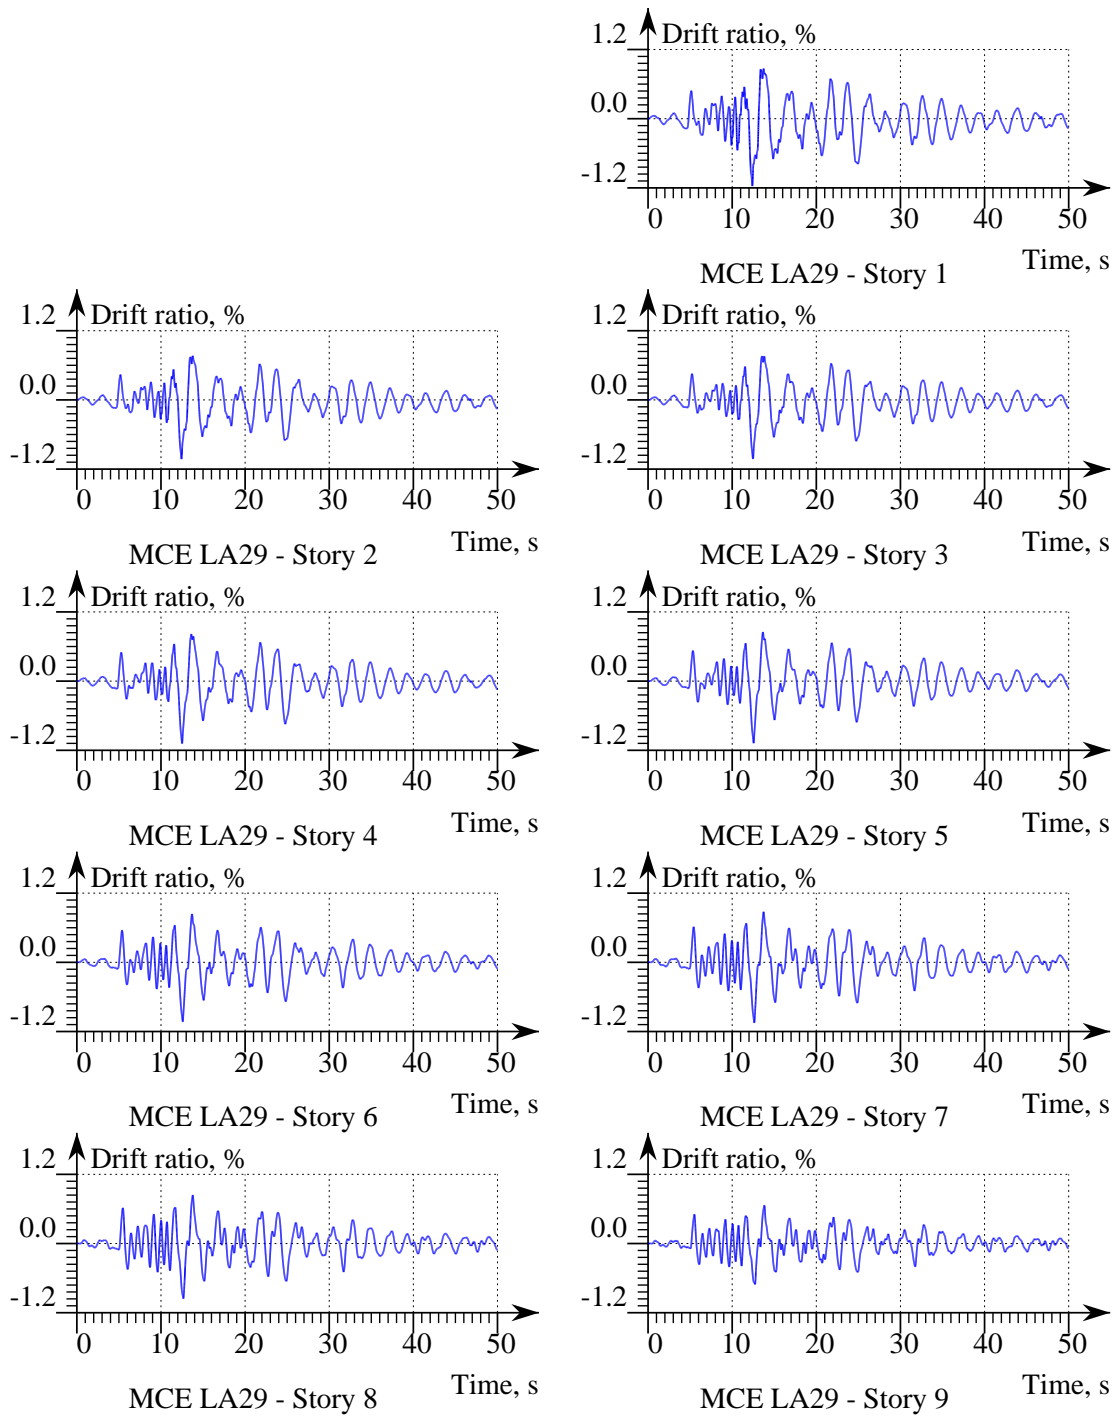 1.2 Drift ratio, %
0.0
-1.2
0 10 20 30 40 50
Time, s
MCE LA29 - Story 1
1.2 Drift ratio, %
0.0
-1.2
0 10 20 30 40 50
Time, s
MCE LA29 - Story 2
1.2 Drift ratio, %
0.0
-1.2
0 10 20 30 40 50
Time, s
MCE LA29 - Story 3
1.2 Drift ratio, %
0.0
-1.2
0 10 20 30 40 50
Time, s
MCE LA29 - Story 4
1.2 Drift ratio, %
0.0
-1.2
0 10 20 30 40 50
Time, s
MCE LA29 - Story 5
1.2 Drift ratio, %
0.0
-1.2
0 10 20 30 40 50
Time, s
MCE LA29 - Story 6
1.2 Drift ratio, %
0.0
-1.2
0 10 20 30 40 50
Time, s
MCE LA29 - Story 7
1.2 Drift ratio, %
0.0
-1.2
0 10 20 30 40 50
Time, s
MCE LA29 - Story 8
1.2 Drift ratio, %
0.0
-1.2
0 10 20 30 40 50
Time, s
MCE LA29 - Story 9